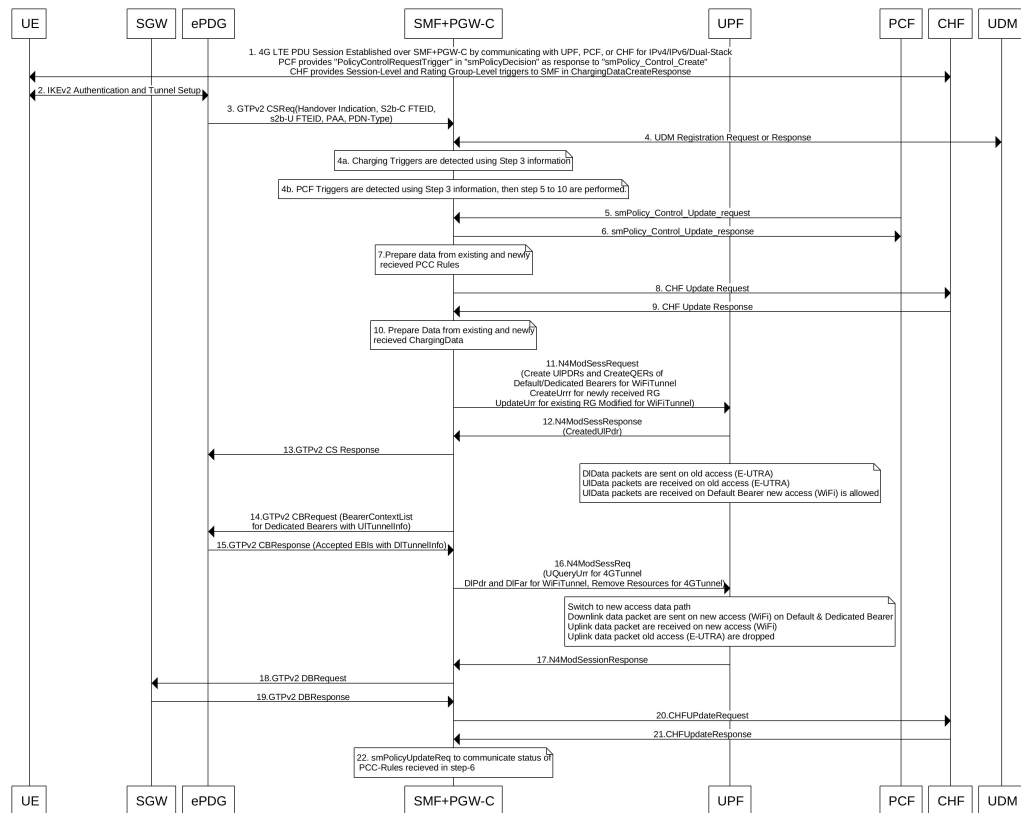 UE SGW ePDG SMF+PGW-C UPF PCF CHF UDM
1. 4G LTE PDU Session Established over SMF+PGW-C by communicating with UPF, PCF, or CHF for IPv4/IPv6/Dual-Stack
PCF provides "PolicyControlRequestTrigger" in "smPolicyDecision" as response to "smPolicy_Control_Create"
CHF provides Session-Level and Rating Group-Level triggers to SMF in ChargingDataCreateResponse
2. IKEv2 Authentication and Tunnel Setup
3. GTPv2 CSReq(Handover Indication, S2b-C FTEID,
s2b-U FTEID, PAA, PDN-Type)
4. UDM Registration Request or Response
4a. Charging Triggers are detected using Step 3 information
4b. PCF Triggers are detected using Step 3 information, then step 5 to 10 are performed.
5. smPolicy_Control_Update_request
6. smPolicy_Control_Update_response
7.Prepare data from existing and newly
recieved PCC Rules
8. CHF Update Request
9. CHF Update Response
10. Prepare Data from existing and newly
recieved ChargingData
11.N4ModSessRequest
(Create UlPDRs and CreateQERs of
Default/Dedicated Bearers for WiFiTunnel
CreateUrrr for newly received RG
UpdateUrr for existing RG Modified for WiFiTunnel)
12.N4ModSessResponse
(CreatedUlPdr)
13.GTPv2 CS Response
DlData packets are sent on old access (E-UTRA)
UlData packets are received on old access (E-UTRA)
UlData packets are received on Default Bearer new access (WiFi) is allowed
14.GTPv2 CBRequest (BearerContextList
for Dedicated Bearers with UlTunnelInfo)
15.GTPv2 CBResponse (Accepted EBIs with DlTunnelInfo)
16.N4ModSessReq
(UQueryUrr for 4GTunnel
DlPdr and DlFar for WiFiTunnel, Remove Resources for 4GTunnel)
Switch to new access data path
Downlink data packet are sent on new access (WiFi) on Default & Dedicated Bearer
Uplink data packet are received on new access (WiFi)
Uplink data packet old access (E-UTRA) are dropped
17.N4ModSessionResponse
18.GTPv2 DBRequest
19.GTPv2 DBResponse
20.CHFUPdateRequest
21.CHFUpdateResponse
22. smPolicyUpdateReq to communicate status of
PCC-Rules recieved in step-6
UE SGW ePDG SMF+PGW-C UPF PCF CHF UDM